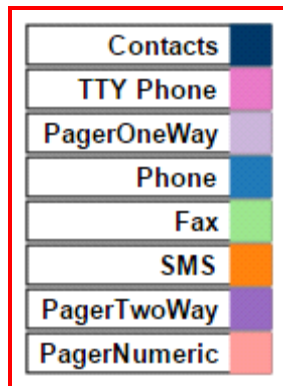 Contacts
TTY Phone
PagerOneWay
Phone
Fax
SMS
PagerTwoWay
PagerNumeric